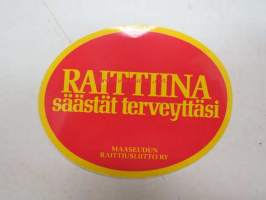 RAITTIINA
säästät terveyttäsi
MAASEUDUN
RAITTIUSLIITTO RY